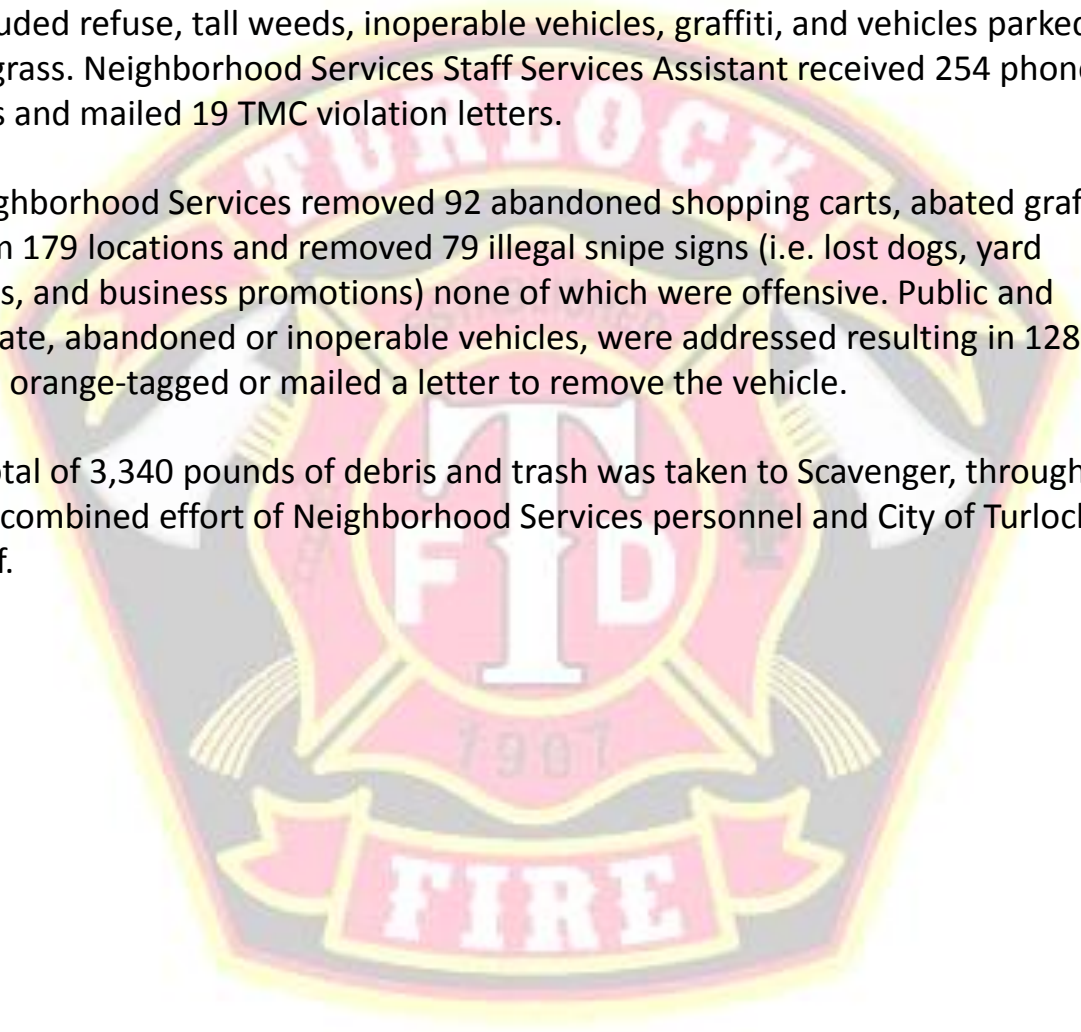 uded refuse, tall weeds, inoperable vehicles, graffiti, and vehicles parked
grass. Neighborhood Services Staff Services Assistant received 254 phone
s and mailed 19 TMC violation letters.
ghborhood Services removed 92 abandoned shopping carts, abated graf
m 179 locations and removed 79 illegal snipe signs (i.e. lost dogs, yard
s, and business promotions) none of which were offensive. Public and
ate, abandoned or inoperable vehicles, were addressed resulting in 128
orange-tagged or mailed a letter to remove the vehicle.
otal of 3,340 pounds of debris and trash was taken to Scavenger, through
combined effort of Neighborhood Services personnel and City of Turlock
f.
TURLOCK
F T D
1907
FIRE